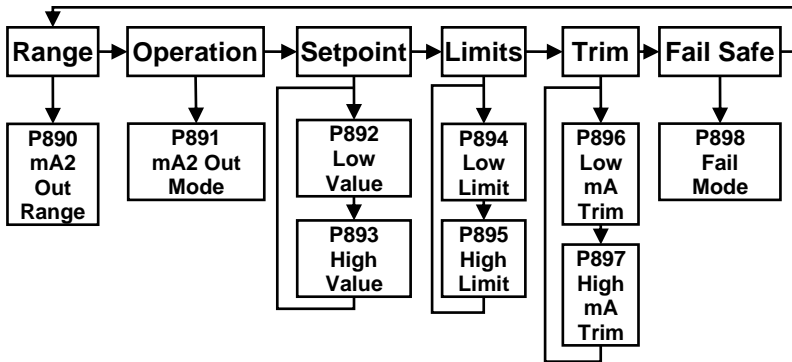 Range
Operation
Setpoint
Limits
Trim
Fail Safe
P890
mA2
Out
Range
P891
mA2 Out
Mode
P892
Low
Value
P893
High
Value
P894
Low
Limit
P895
High
Limit
P896
Low
mA
Trim
P897
High
mA
Trim
P898
Fail
Mode